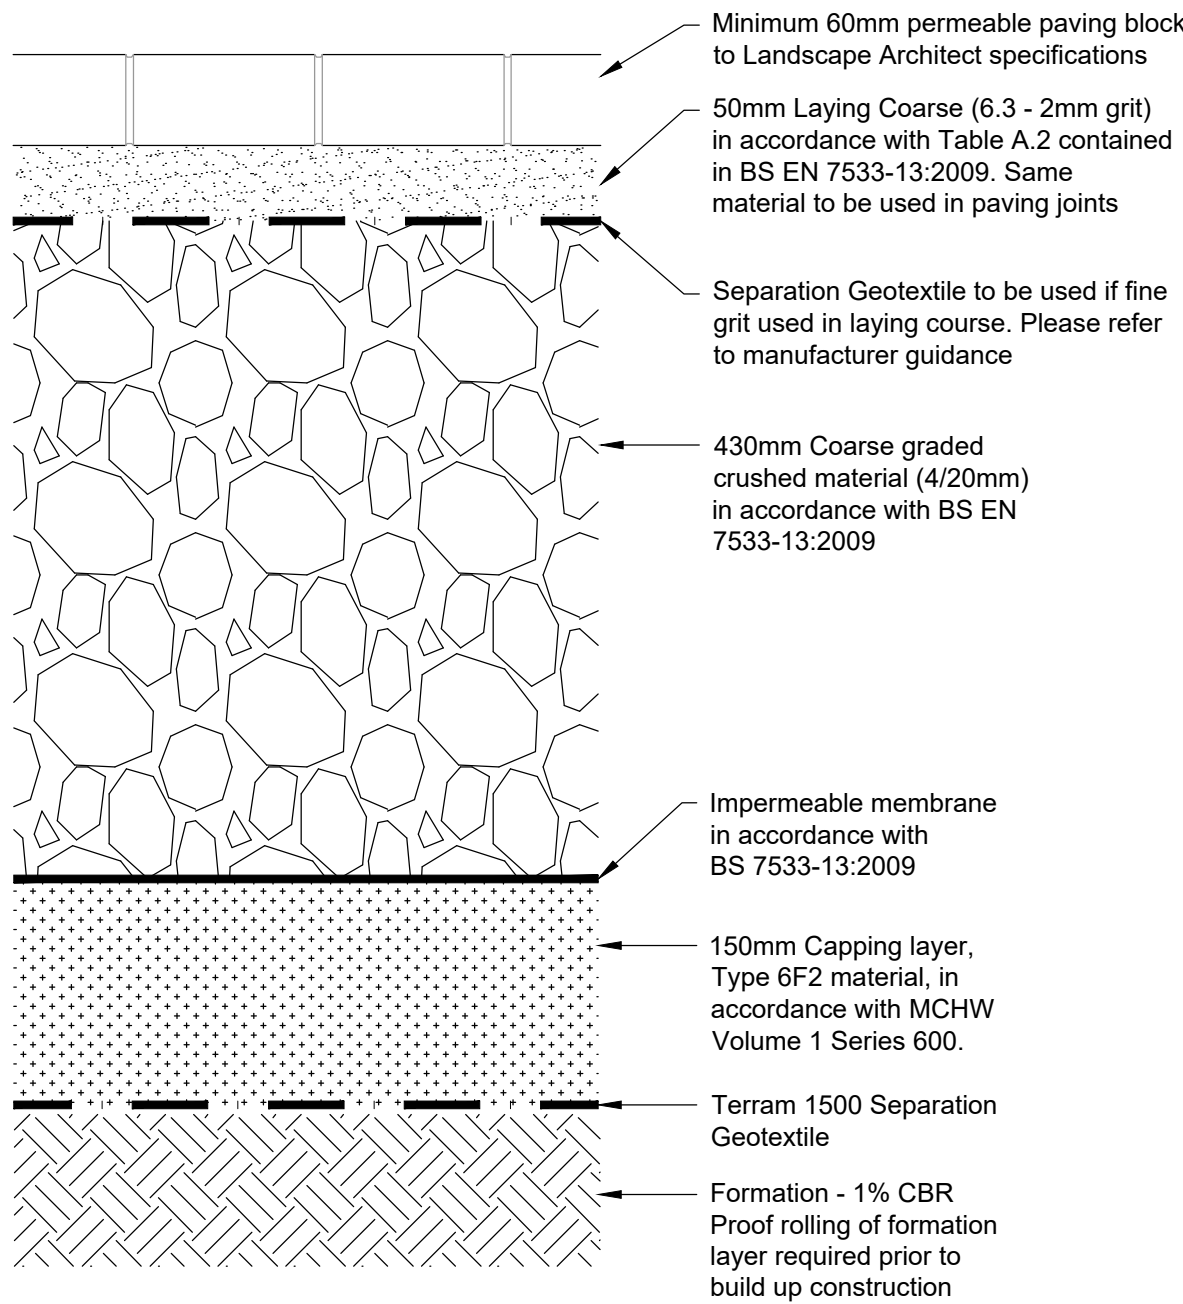 Minimum 60mm permeable paving block
to Landscape Architect specifications
50mm Laying Coarse (6.3 - 2mm grit)
in accordance with Table A.2 contained
in BS EN 7533-13:2009. Same
material to be used in paving joints
Separation Geotextile to be used if fine
grit used in laying course. Please refer
to manufacturer guidance
430mm Coarse graded
crushed material (4/20mm)
in accordance with BS EN
7533-13:2009
Impermeable membrane
in accordance with
BS 7533-13:2009
150mm Capping layer,
Type 6F2 material, in
accordance with MCHW
Volume 1 Series 600.
Terram 1500 Separation
Geotextile
Formation - 1% CBR
Proof rolling of formation
layer required prior to
build up construction